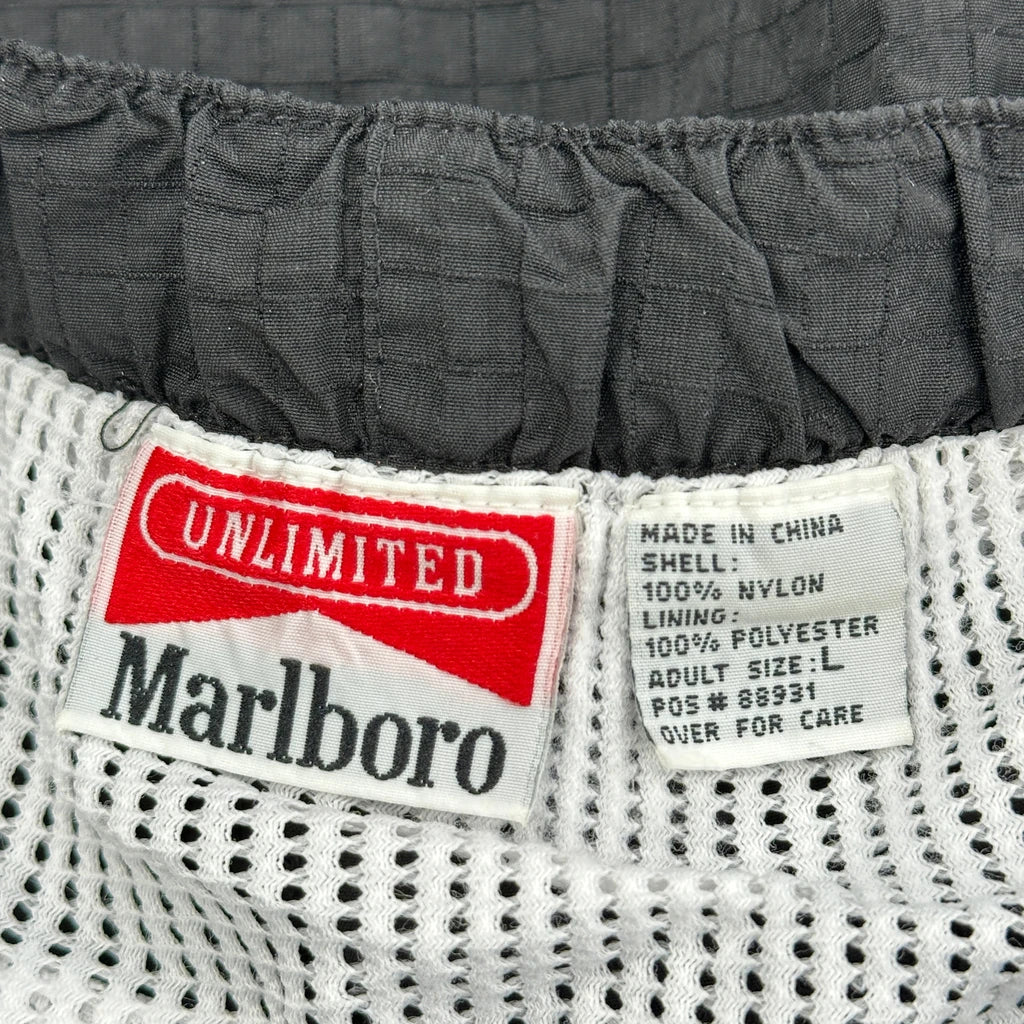 UNLIMITED
Marlboro
MADE IN CHINA
SHELL:
100% NYLON
LINING:
100% POLYESTER
ADULT SIZE:L
POS # 88931
OVER FOR CARE